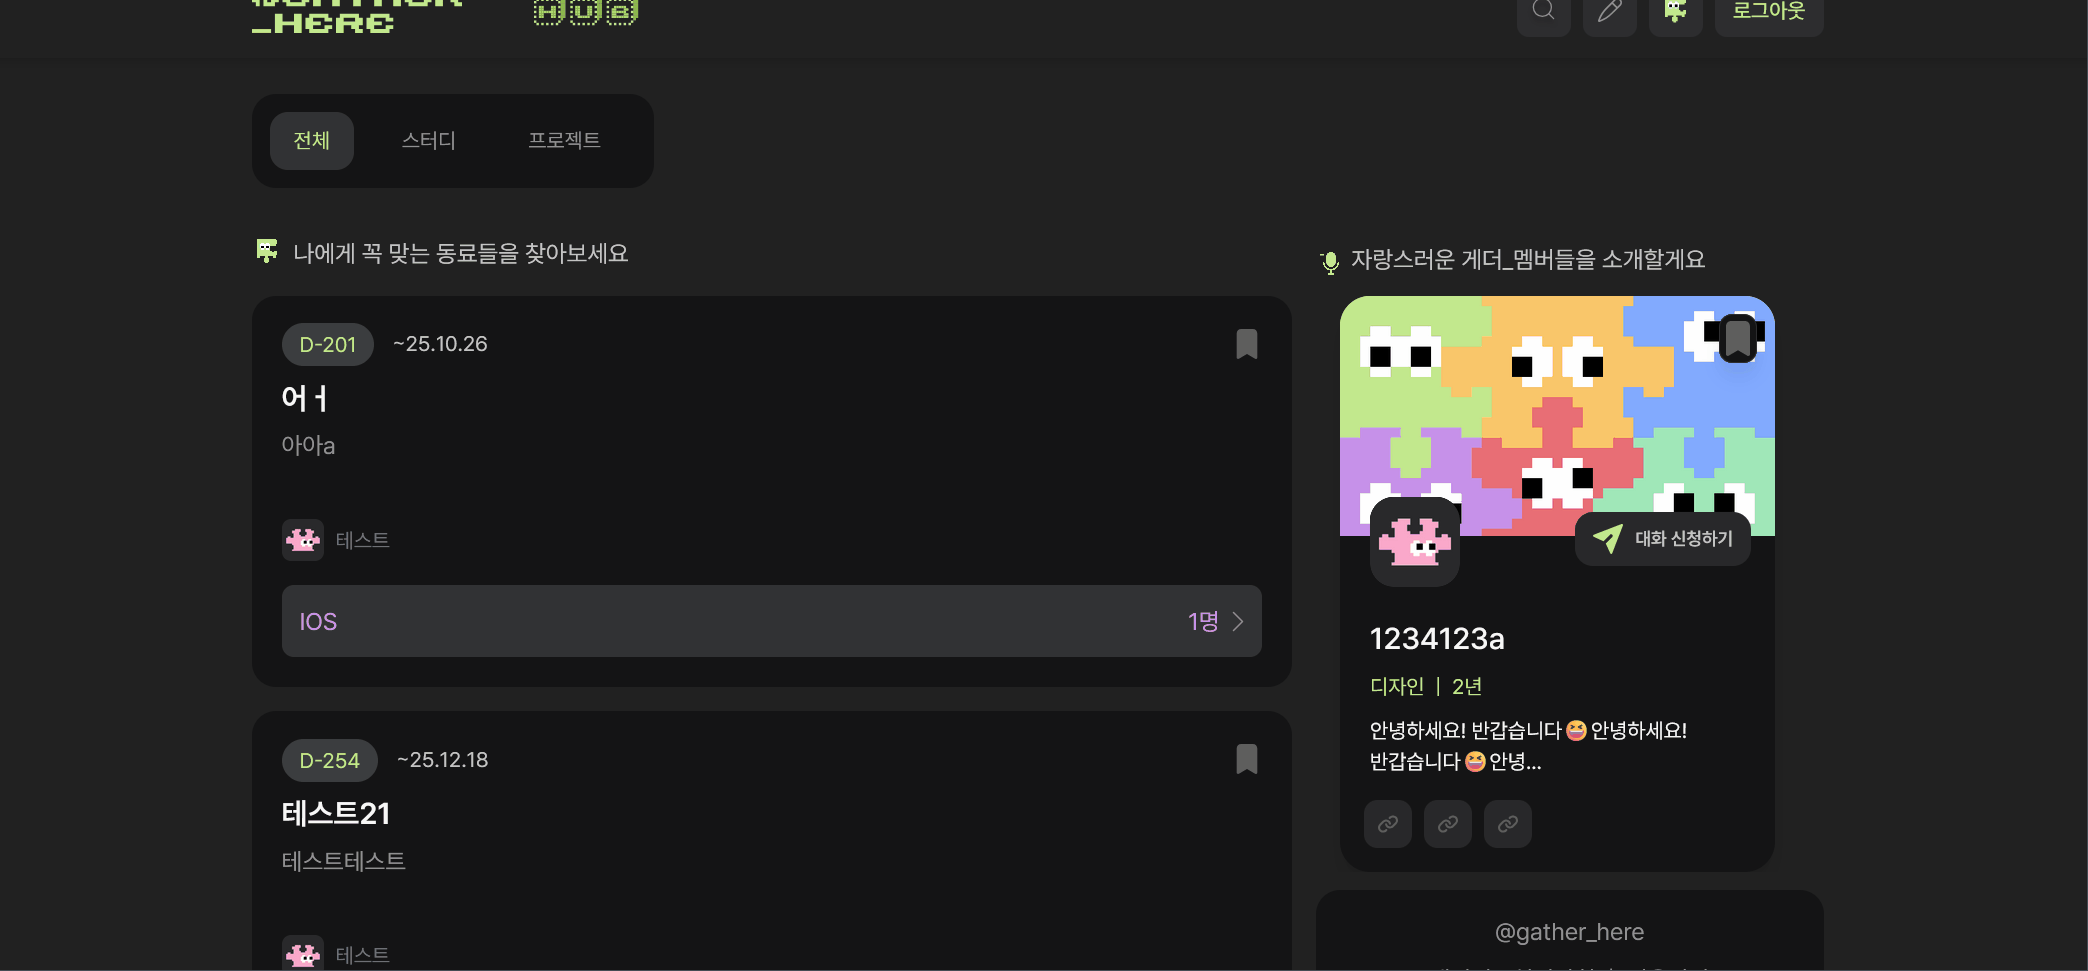 _HERE
HUB
로그아웃
전체
스터디
프로젝트
나에게 꼭 맞는 동료들을 찾아보세요
D-201
~25.10.26
어ㅓ
아아a
테스트
IOS
1명
D-254
~25.12.18
테스트21
테스트테스트
테스트
자랑스러운 게더_멤버들을 소개할게요
대화 신청하기
1234123a
디자인 | 2년
안녕하세요! 반갑습니다😆안녕하세요!
반갑습니다😆안녕...
@gather_here